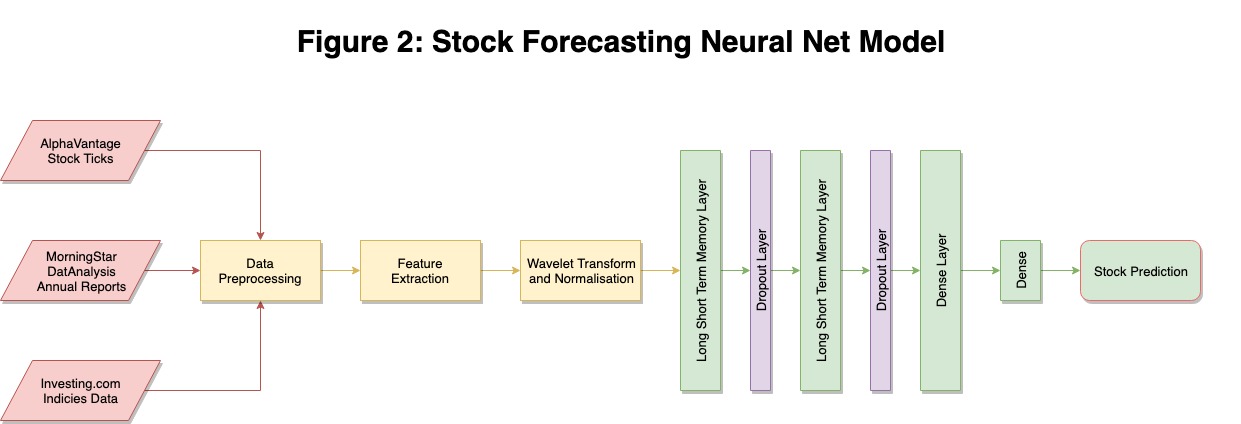 Figure 2: Stock Forecasting Neural Net Model
AlphaVantage
Stock Ticks
MorningStar
DatAnalysis
Annual Reports
Investing.com
Indicies Data
Data
Preprocessing
Feature
Extraction
Wavelet Transform
and Normalisation
Long Short Term Memory Layer
Dropout Layer
Long Short Term Memory Layer
Dropout Layer
Dense Layer
Dense
Stock Prediction